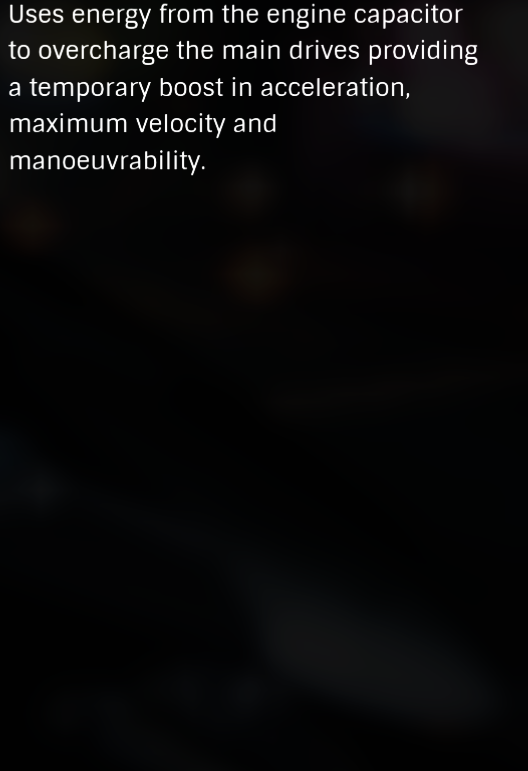 Uses energy from the engine capacitor
to overcharge the main drives providing
a temporary boost in acceleration,
maximum velocity and
manoeuvrability.